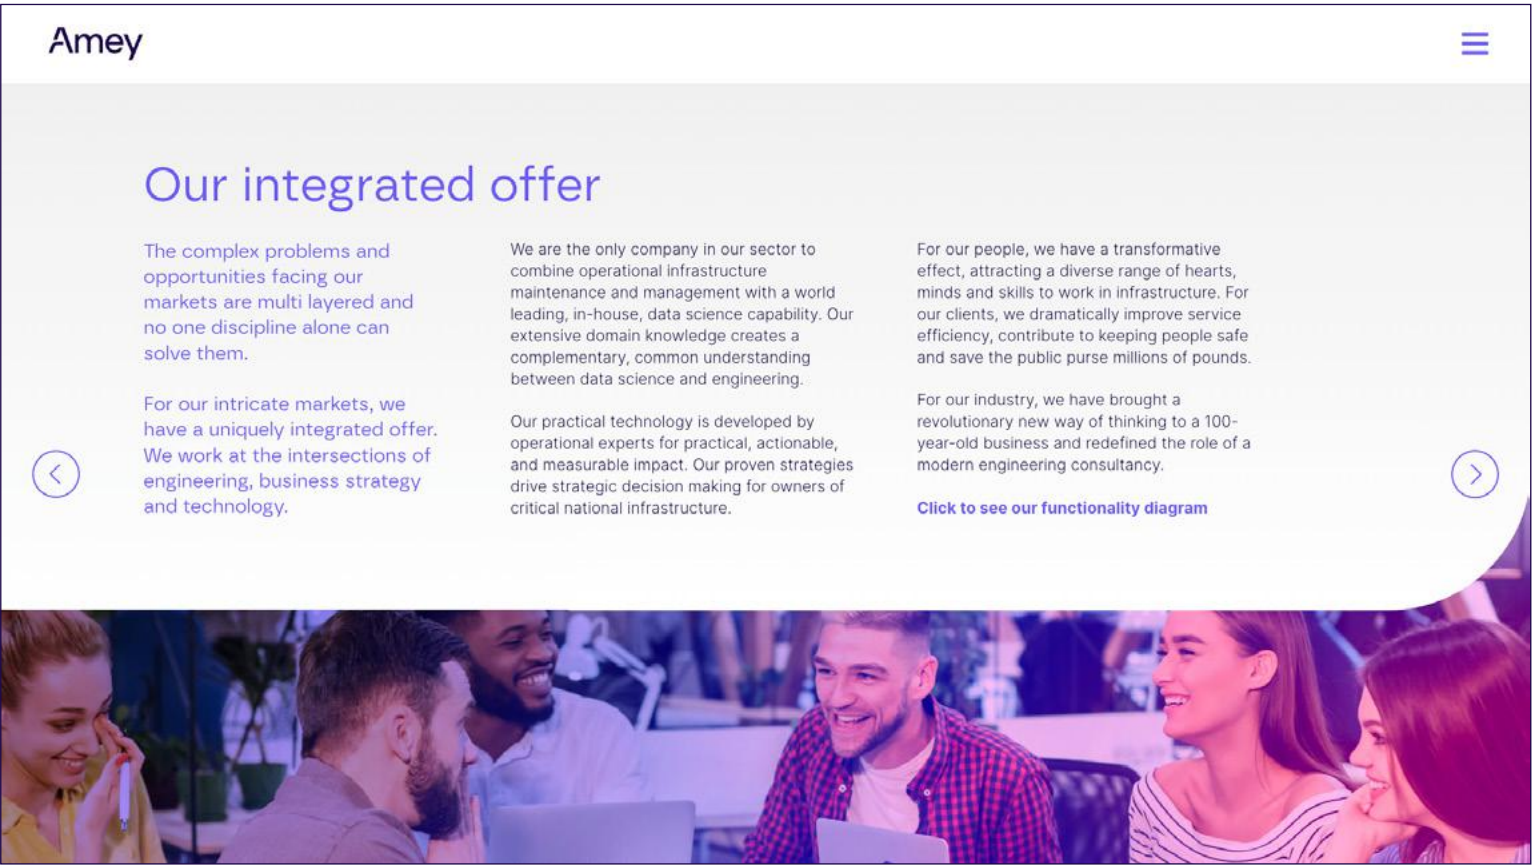 Amey
Our integrated offer
The complex problems and
opportunities facing our
markets are multi layered and
no one discipline alone can
solve them.
For our intricate markets, we
have a uniquely integrated offer.
We work at the intersections of
engineering, business strategy
and technology.
We are the only company in our sector to
combine operational infrastructure
maintenance and management with a world
leading, in-house, data science capability. Our
extensive domain knowledge creates a
complementary, common understanding
between data science and engineering.
Our practical technology is developed by
operational experts for practical, actionable,
and measurable impact. Our proven strategies
drive strategic decision making for owners of
critical national infrastructure.
For our people, we have a transformative
effect, attracting a diverse range of hearts,
minds and skills to work in infrastructure. For
our clients, we dramatically improve service
efficiency, contribute to keeping people safe
and save the public purse millions of pounds.
For our industry, we have brought a
revolutionary new way of thinking to a 100-
year-old business and redefined the role of a
modern engineering consultancy.
Click to see our functionality diagram